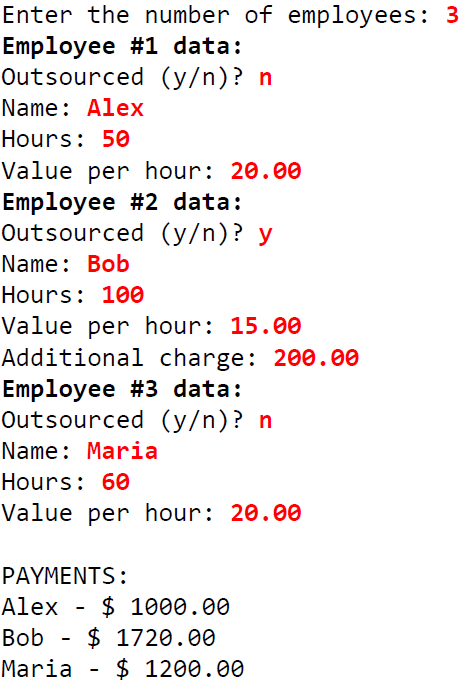 Enter the number of employees: 3
Employee #1 data:
Outsourced (y/n)? n
Name: Alex
Hours: 50
Value per hour: 20.00
Employee #2 data:
Outsourced (y/n)? y
Name: Bob
Hours: 100
Value per hour: 15.00
Additional charge: 200.00
Employee #3 data:
Outsourced (y/n)? n
Name: Maria
Hours: 60
Value per hour: 20.00

PAYMENTS:
Alex - $ 1000.00
Bob - $ 1720.00
Maria - $ 1200.00